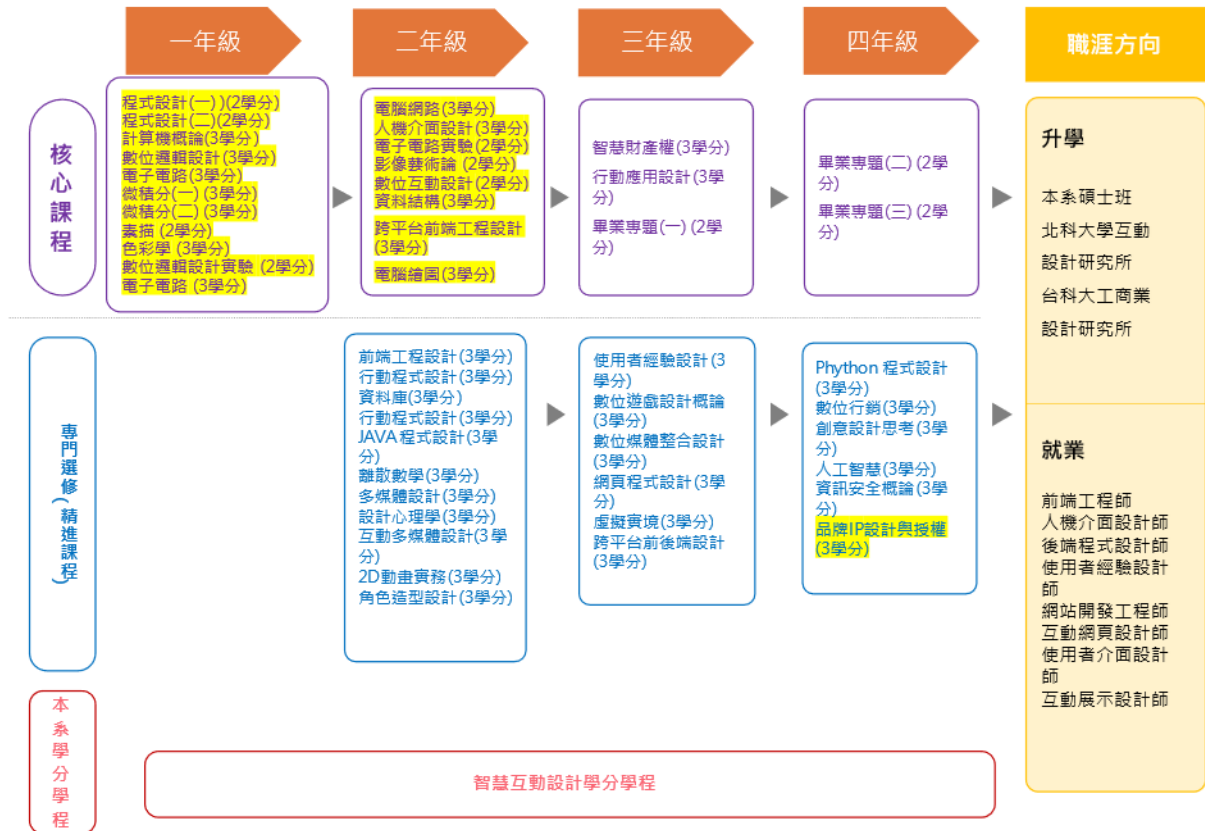 一年級
二年級
三年級
四年級
職涯方向
核心課程
程式設計(一) )(2學分)
程式設計(二)(2學分)
計算機概論(3學分)
數位邏輯設計(3學分)
電子電路(3學分)
微積分(一) (3學分)
微積分(二) (3學分)
素描 (2學分)
色彩學 (3學分)
數位邏輯設計實驗 (2學分)
電子電路 (3學分)
電腦網路(3學分)
人機介面設計(3學分)
電子電路實驗(2學分)
影像藝術論 (2學分)
數位互動設計(2學分)
資料結構(3學分)
跨平台前端工程設計
(3學分)
電腦繪圖(3學分)
智慧財產權(3學分)
行動應用設計(3學
分)
畢業專題(一) (2學
分)
畢業專題(二) (2學
分)
畢業專題(三) (2學
分)
升學
本系碩士班
北科大學互動
設計研究所
台科大工商業
設計研究所
專門選修(精進課程)
前端工程設計(3學分)
行動程式設計(3學分)
資料庫(3學分)
行動程式設計(3學分)
JAVA程式設計(3學
分)
離散數學(3學分)
多媒體設計(3學分)
設計心理學(3學分)
互動多媒體設計(3學
分)
2D動畫實務(3學分)
角色造型設計(3學分)
使用者經驗設計(3
學分)
數位遊戲設計概論
(3學分)
數位媒體整合設計
(3學分)
網頁程式設計(3學
分)
虛擬實境(3學分)
跨平台前後端設計
(3學分)
Phython 程式設計
(3學分)
數位行銷(3學分)
創意設計思考(3學
分)
人工智慧(3學分)
資訊安全概論(3學
分)
品牌IP設計與授權
(3學分)
就業
前端工程師
人機介面設計師
後端程式設計師
使用者經驗設計
師
網站開發工程師
互動網頁設計師
使用者介面設計
師
互動展示設計師
本系學分學程
智慧互動設計學分學程